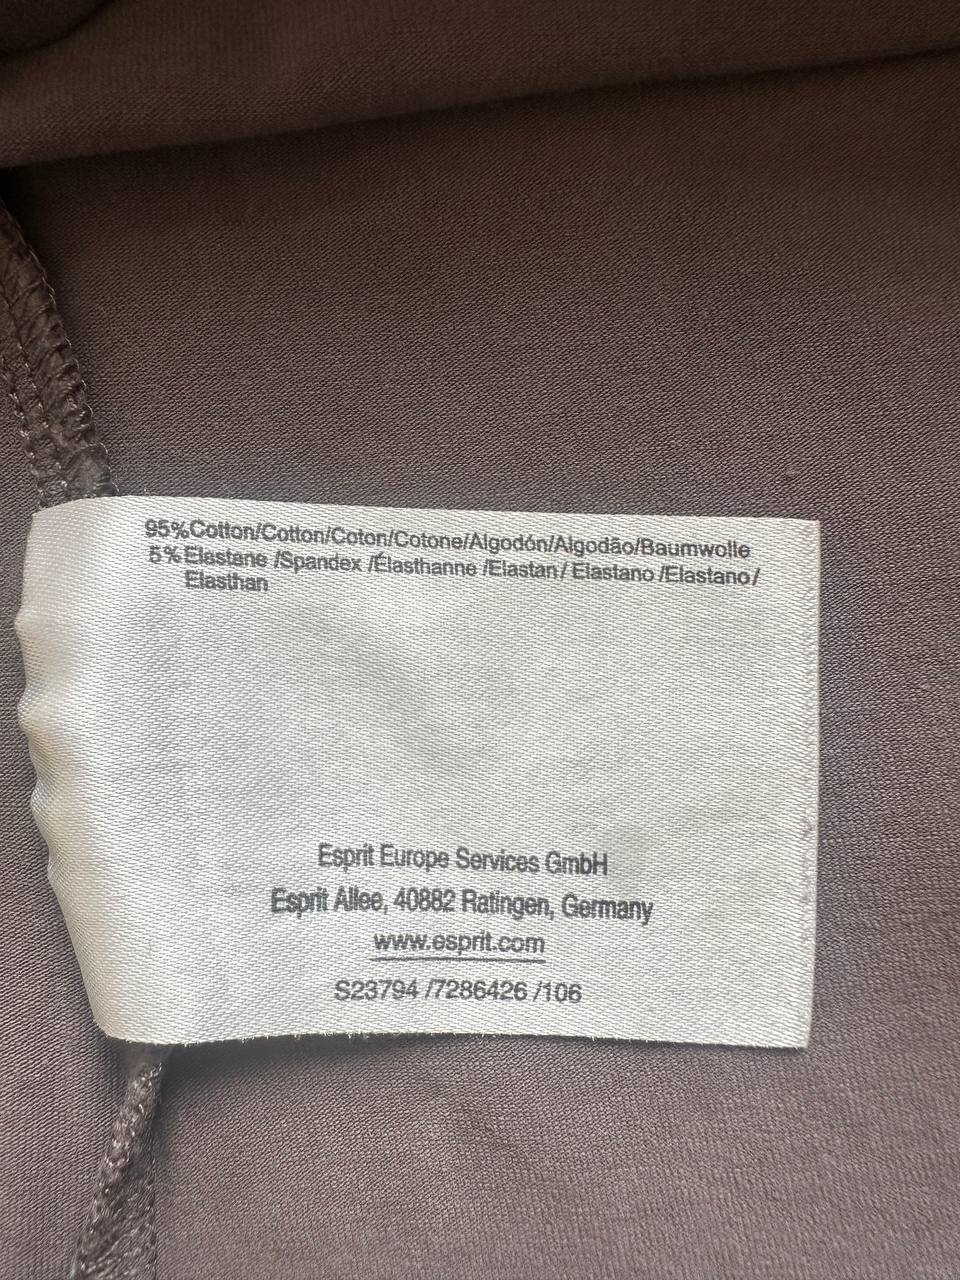 95%Cotton/Cotton/Coton/Cotone/Algodón/Algodão/Baumwolle
5%Elastane /Spandex /Élasthanne /Elastan/ Elastano /Elastano/
Elasthan
Esprit Europe Services GmbH
Esprit Allee, 40882 Ratingen, Germany
www.esprit.com
S23794 /7286426 /106